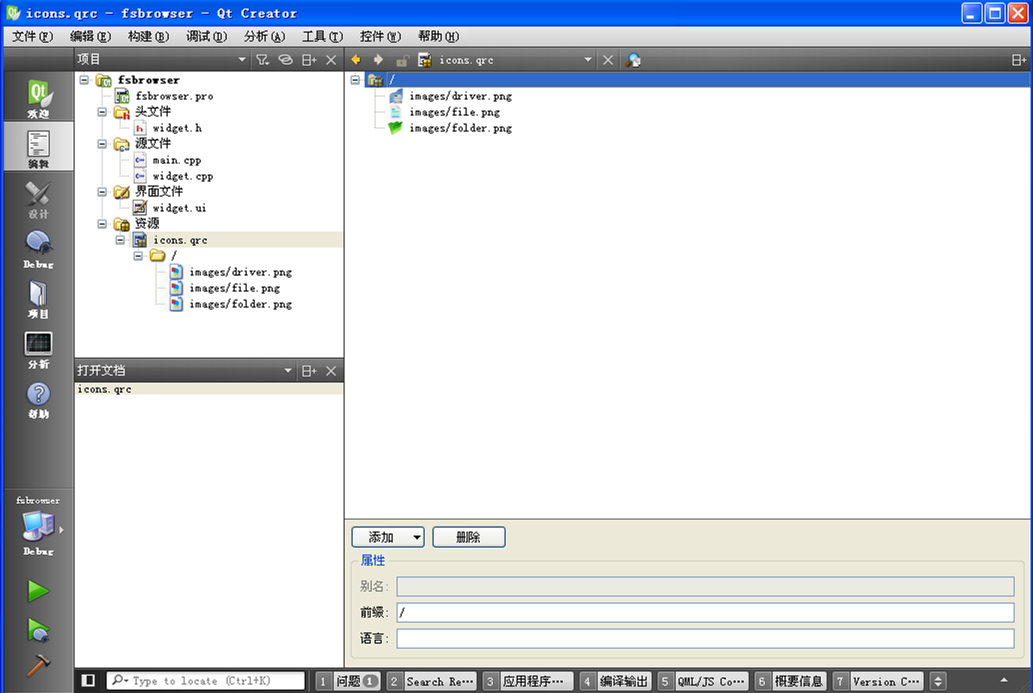 icons.qrc - fsbrowser - Qt Creator
文件(F) 编辑(E) 构建(B) 调试(D) 分析(A) 工具(T) 控件(W) 帮助(H)
项目
icons.qrc
欢迎
编辑
设计
Debug
项目
分析
帮助
fsbrowser
Debug
fsbrowser
fsbrowser.pro
头文件
widget.h
源文件
main.cpp
widget.cpp
界面文件
widget.ui
资源
icons.qrc
/
images/driver.png
images/file.png
images/folder.png
打开文档
icons.qrc
/
images/driver.png
images/file.png
images/folder.png
添加 删除
属性
别名:
前缀: /
语言:
Type to locate (Ctrl+K) 1 问题 1 2 Search Re... 3 应用程序... 4 编译输出 5 QML/JS Co... 6 概要信息 7 Version C...